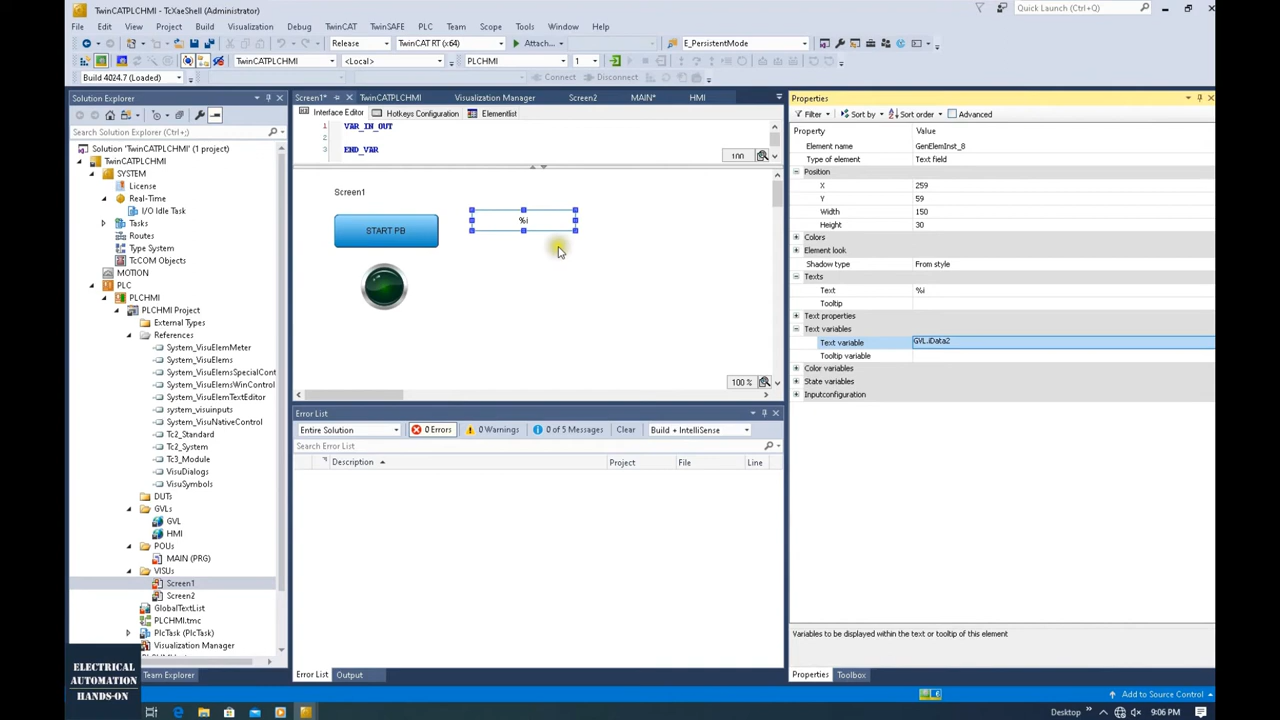 TwinCATPLCHMI - TcXaeShell (Administrator)
Quick Launch (Ctrl+Q)
File Edit View Project Build Debug TwinCAT TwinSAFE PLC Team Scope Tools Window Help
Visualization
Release TwinCAT RT (x64) Attach... E_PersistentMode
TwinCATPLCHMI <Local> PLCHMI 1
Build 4024.7 (Loaded) Connect Disconnect
Solution Explorer
Search Solution Explorer (Ctrl+;)
Solution 'TwinCATPLCHMI' (1 project)
TwinCATPLCHMI
SYSTEM
License
Real-Time
I/O Idle Task
Tasks
Routes
Type System
TcCOM Objects
MOTION
PLC
PLCHMI
PLCHMI Project
External Types
References
System_VisuElemMeter
System_VisuElems
System_VisuElemsSpecialCont
System_VisuElemsWinControl
System_VisuElemTextEditor
system_visuinputs
System_VisuNativeControl
Tc2_Standard
Tc2_System
Tc3_Module
VisuDialogs
VisuSymbols
DUTs
GVLs
GVL
HMI
POUs
MAIN (PRG)
VISUs
Screen1
Screen2
GlobalTextList
PLCHMI.tmc
PlcTask (PlcTask)
Visualization Manager
Team Explorer
ELECTRICAL
AUTOMATION
HANDS-ON
Screen1* TwinCATPLCHMI Visualization Manager Screen2 MAIN* HMI
Interface Editor Hotkeys Configuration Elementlist
1 VAR_IN_OUT
2
3 END_VAR
100
Screen1
START PB
%i
100 %
Error List
Entire Solution 0 Errors 0 Warnings 0 of 5 Messages Clear Build + IntelliSense
Search Error List
Description Project File Line
Error List Output
Properties
Filter Sort by Sort order Advanced
Property Value
Element name GenElemInst_8
Type of element Text field
Position
X 259
Y 59
Width 150
Height 30
Colors
Element look
Shadow type From style
Texts
Text %i
Tooltip
Text properties
Text variables
Text variable GVL.iData2
Tooltip variable
Color variables
State variables
Inputconfiguration
Variables to be displayed within the text or tooltip of this element
Properties Toolbox
Add to Source Control
Desktop 9:06 PM